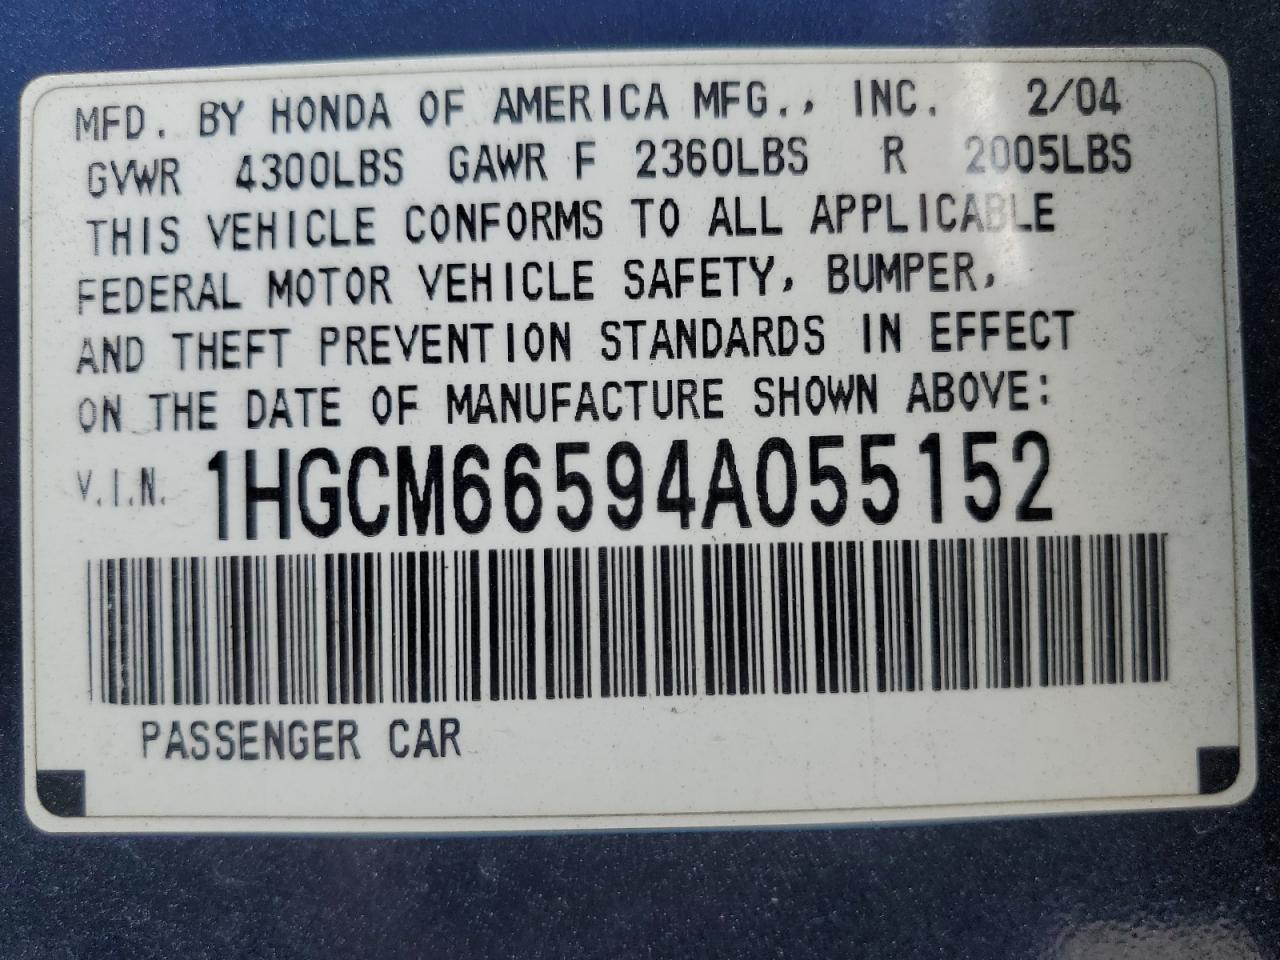 MFD. BY HONDA OF AMERICA MFG., INC. 2/04
GVWR 4300LBS GAWR F 2360LBS R 2005LBS
THIS VEHICLE CONFORMS TO ALL APPLICABLE
FEDERAL MOTOR VEHICLE SAFETY, BUMPER,
AND THEFT PREVENTION STANDARDS IN EFFECT
ON THE DATE OF MANUFACTURE SHOWN ABOVE:
V.I.N. 1HGCM66594A055152
PASSENGER CAR